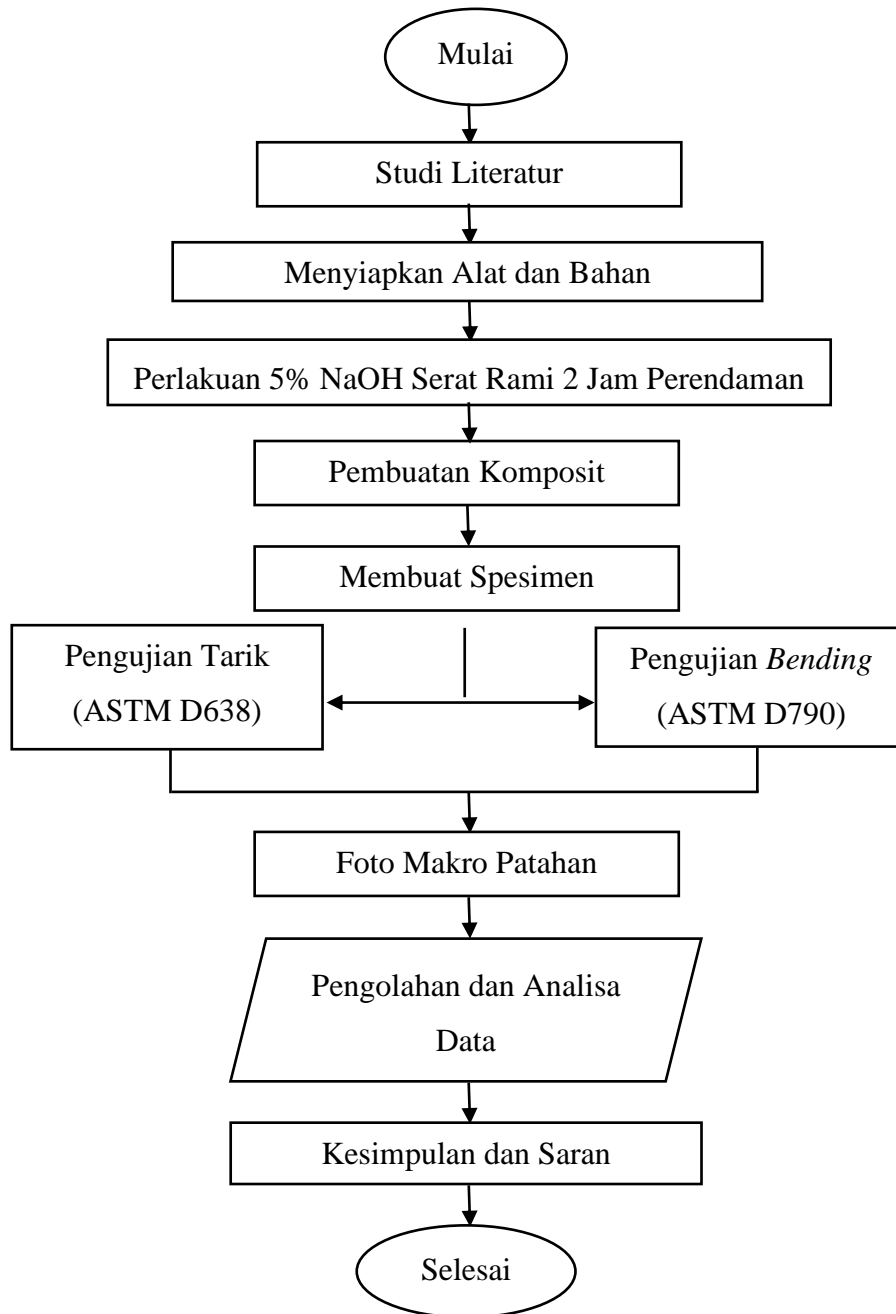 Mulai
Studi Literatur
Menyiapkan Alat dan Bahan
Perlakuan 5% NaOH Serat Rami 2 Jam Perendaman
Pembuatan Komposit
Membuat Spesimen
Pengujian Tarik
(ASTM D638)
Pengujian Bending
(ASTM D790)
Foto Makro Patahan
Pengolahan dan Analisa
Data
Kesimpulan dan Saran
Selesai